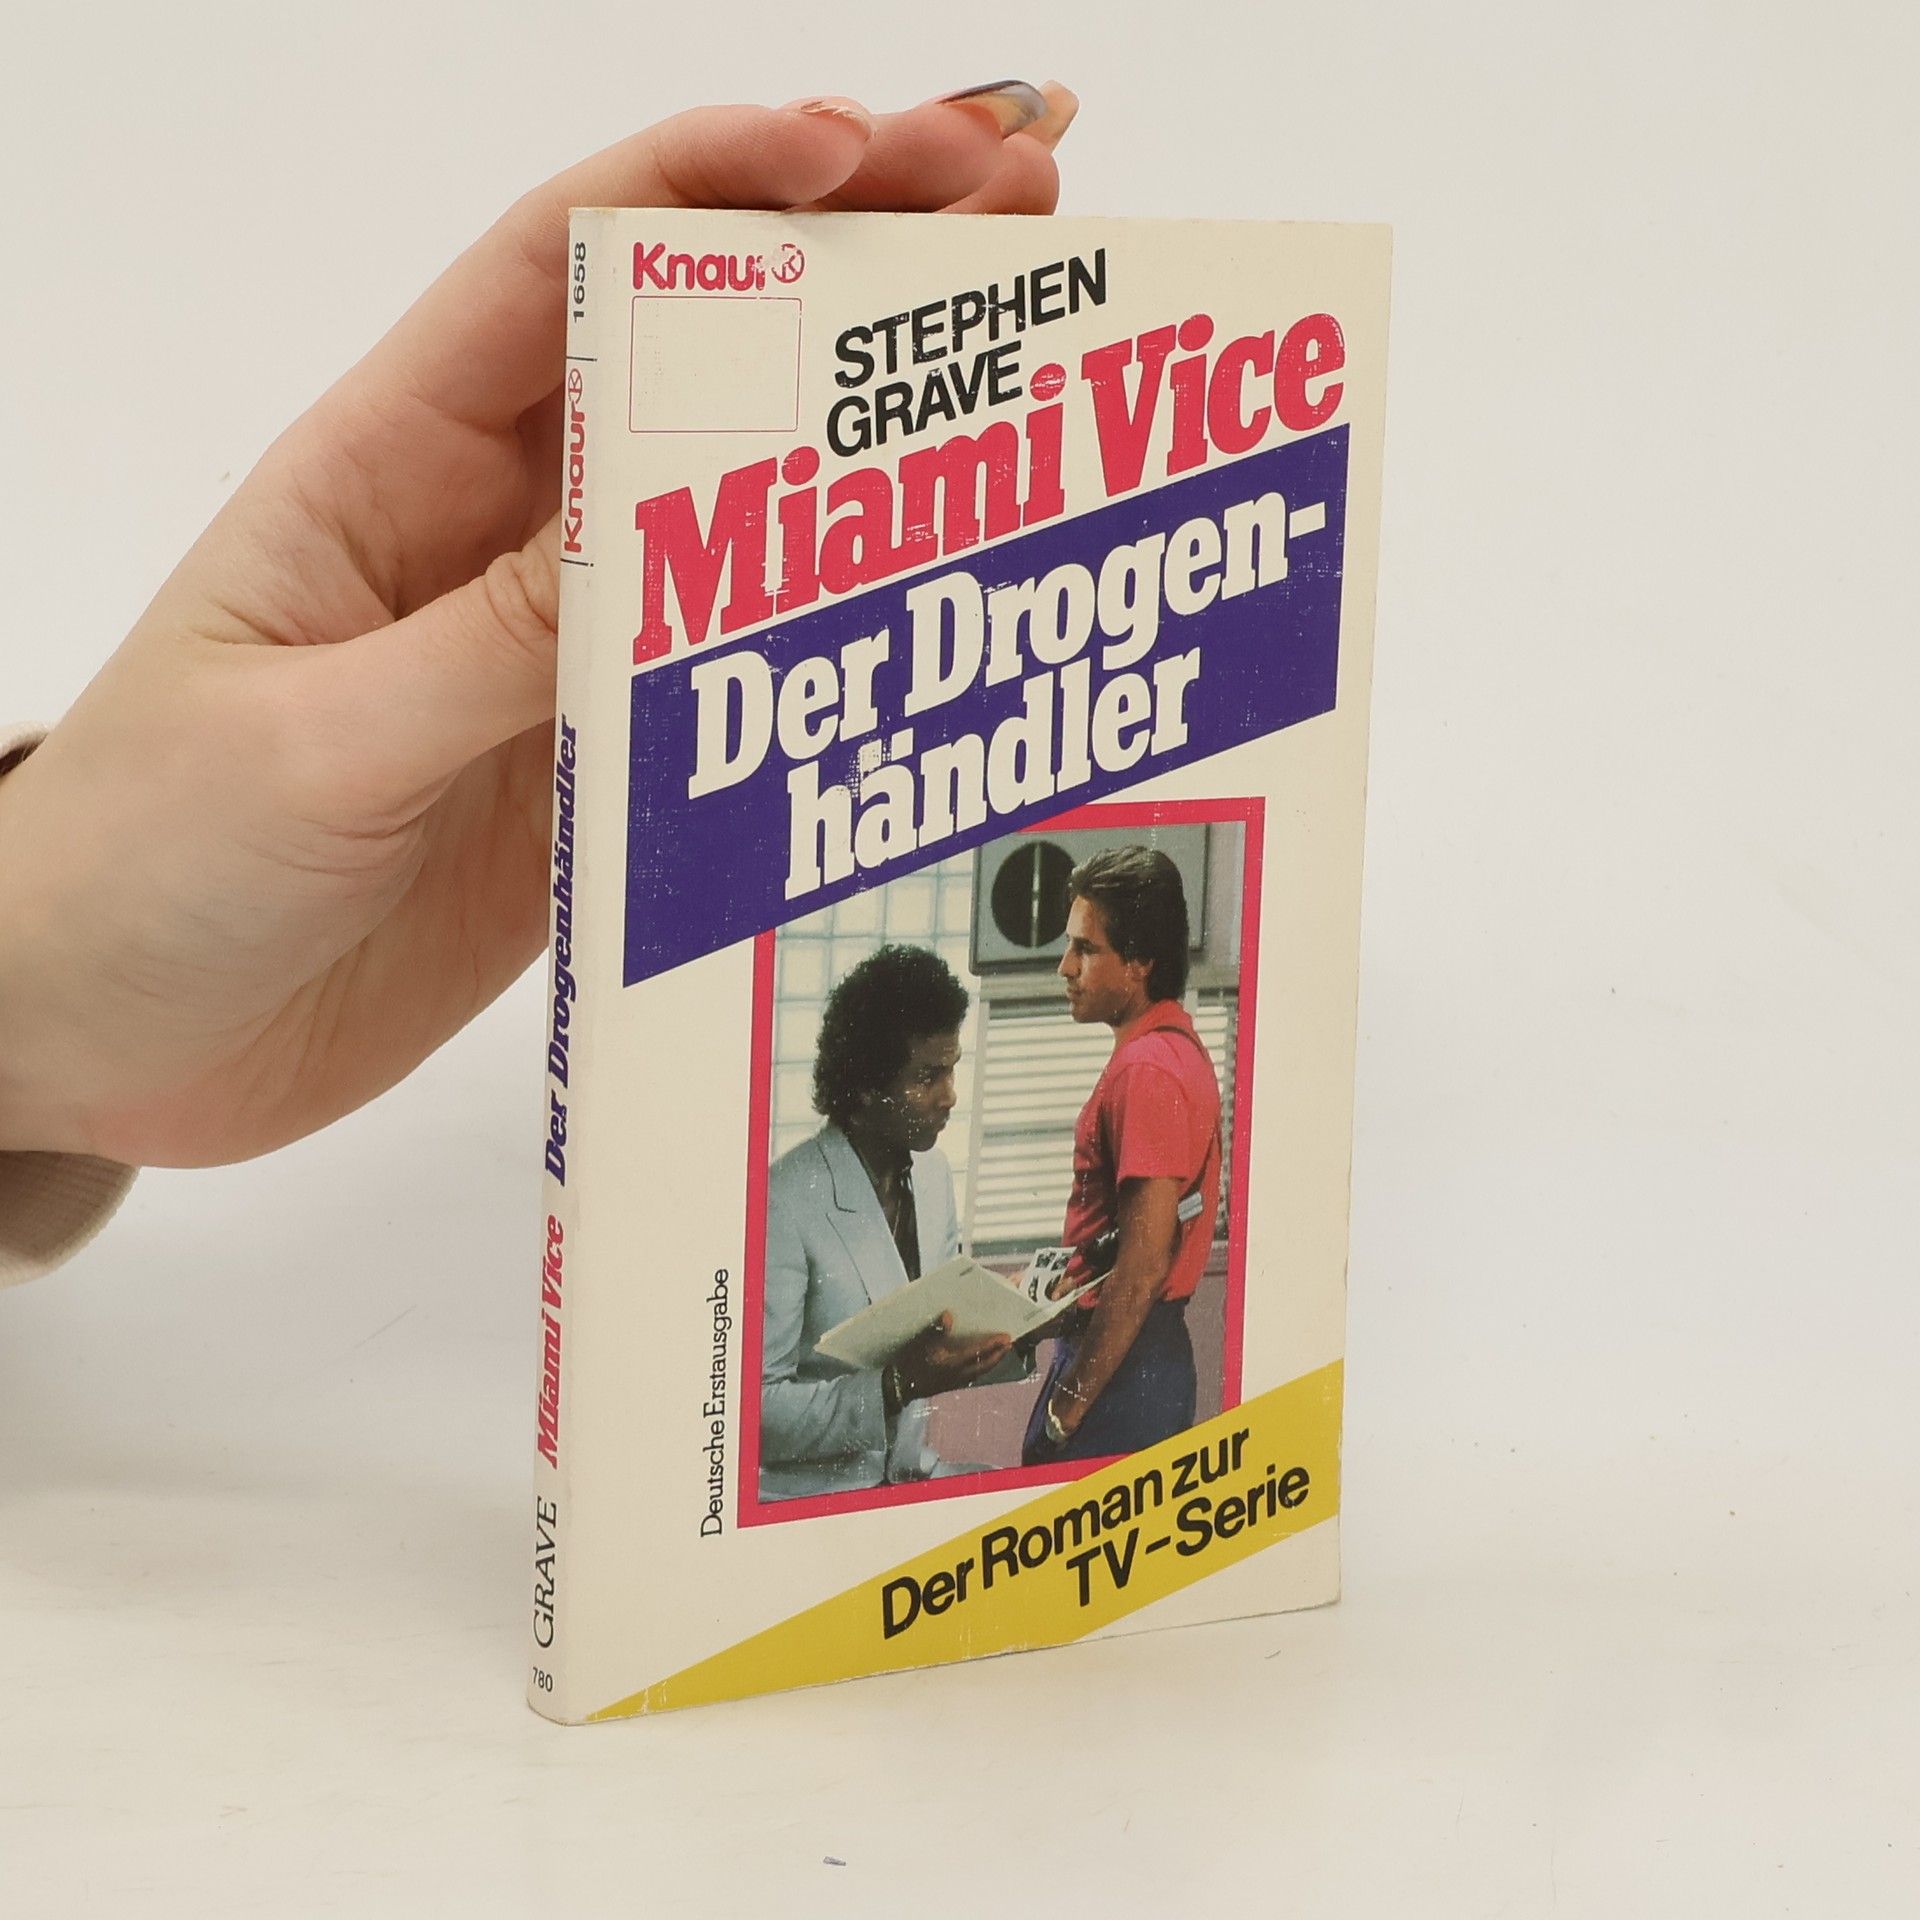 Knaur
STEPHEN
GRAVE
Miami Vice
Der Drogen-
händler
Deutsche Erstausgabe
Der Roman zur
TV-Serie
1658
Knaur
Miami Vice Der Drogenhändler
GRAVE
780